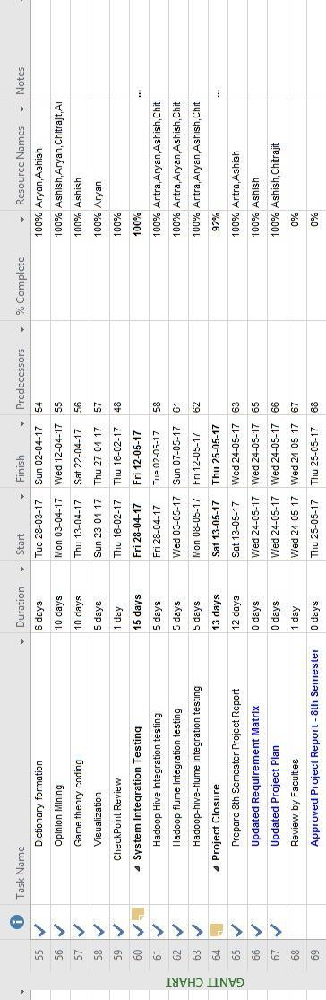 Task Name Duration Start Finish Predecessors % Complete Resource Names Notes
55 Dictionary formation 6 days Tue 28-03-17 Sun 02-04-17 54 100% Aryan,Ashish
56 Opinion Mining 10 days Mon 03-04-17 Wed 12-04-17 55 100% Ashish,Aryan,Chitrajit,Ar
57 Game theory coding 10 days Thu 13-04-17 Sat 22-04-17 56 100% Ashish
58 Visualization 5 days Sun 23-04-17 Thu 27-04-17 57 100% Aryan
59 CheckPoint Review 1 day Thu 16-02-17 Thu 16-02-17 48 100%
60 System Integration Testing 15 days Fri 28-04-17 Fri 12-05-17 100% ...
61 Hadoop Hive Integration testing 5 days Fri 28-04-17 Tue 02-05-17 58 100% Aritra,Aryan,Ashish,Chit
62 Hadoop flume Integration testing 5 days Wed 03-05-17 Sun 07-05-17 61 100% Aritra,Aryan,Ashish,Chit
63 Hadoop-hive-flume Integration testing 5 days Mon 08-05-17 Fri 12-05-17 62 100% Aritra,Aryan,Ashish,Chit
64 Project Closure 13 days Sat 13-05-17 Thu 25-05-17 92% ...
65 Prepare 8th Semester Project Report 12 days Sat 13-05-17 Wed 24-05-17 63 100% Aritra,Ashish
66 Updated Requirement Matrix 0 days Wed 24-05-17 Wed 24-05-17 65 100% Ashish
67 Updated Project Plan 0 days Wed 24-05-17 Wed 24-05-17 66 100% Ashish,Chitrajit
68 Review by Faculties 1 day Wed 24-05-17 Wed 24-05-17 67 0%
69 Approved Project Report - 8th Semester 0 days Thu 25-05-17 Thu 25-05-17 68 0%
GANTT CHART